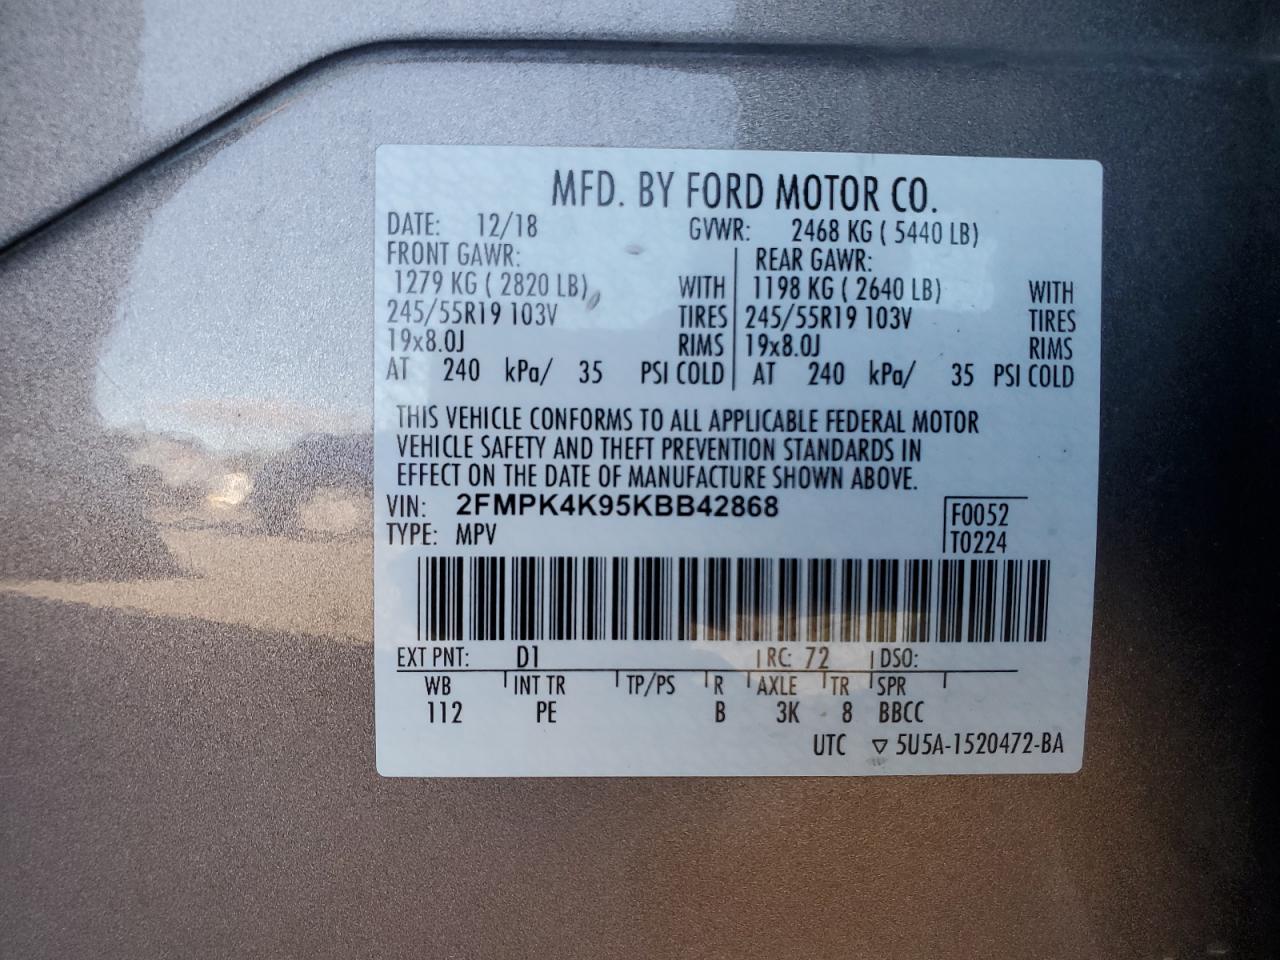 MFD. BY FORD MOTOR CO.
DATE: 12/18 GVWR: 2468 KG ( 5440 LB)
FRONT GAWR: REAR GAWR:
1279 KG ( 2820 LB) WITH 1198 KG ( 2640 LB) WITH
245/55R19 103V TIRES 245/55R19 103V TIRES
19x8.0J RIMS 19x8.0J RIMS
AT 240 kPa/ 35 PSI COLD AT 240 kPa/ 35 PSI COLD
THIS VEHICLE CONFORMS TO ALL APPLICABLE FEDERAL MOTOR
VEHICLE SAFETY AND THEFT PREVENTION STANDARDS IN
EFFECT ON THE DATE OF MANUFACTURE SHOWN ABOVE.
VIN: 2FMPK4K95KBB42868 F0052
TYPE: MPV T0224
EXT PNT: D1 RC: 72 DSO:
WB INT TR TP/PS R AXLE TR SPR
112 PE B 3K 8 BBCC
UTC ▽ 5U5A-1520472-BA